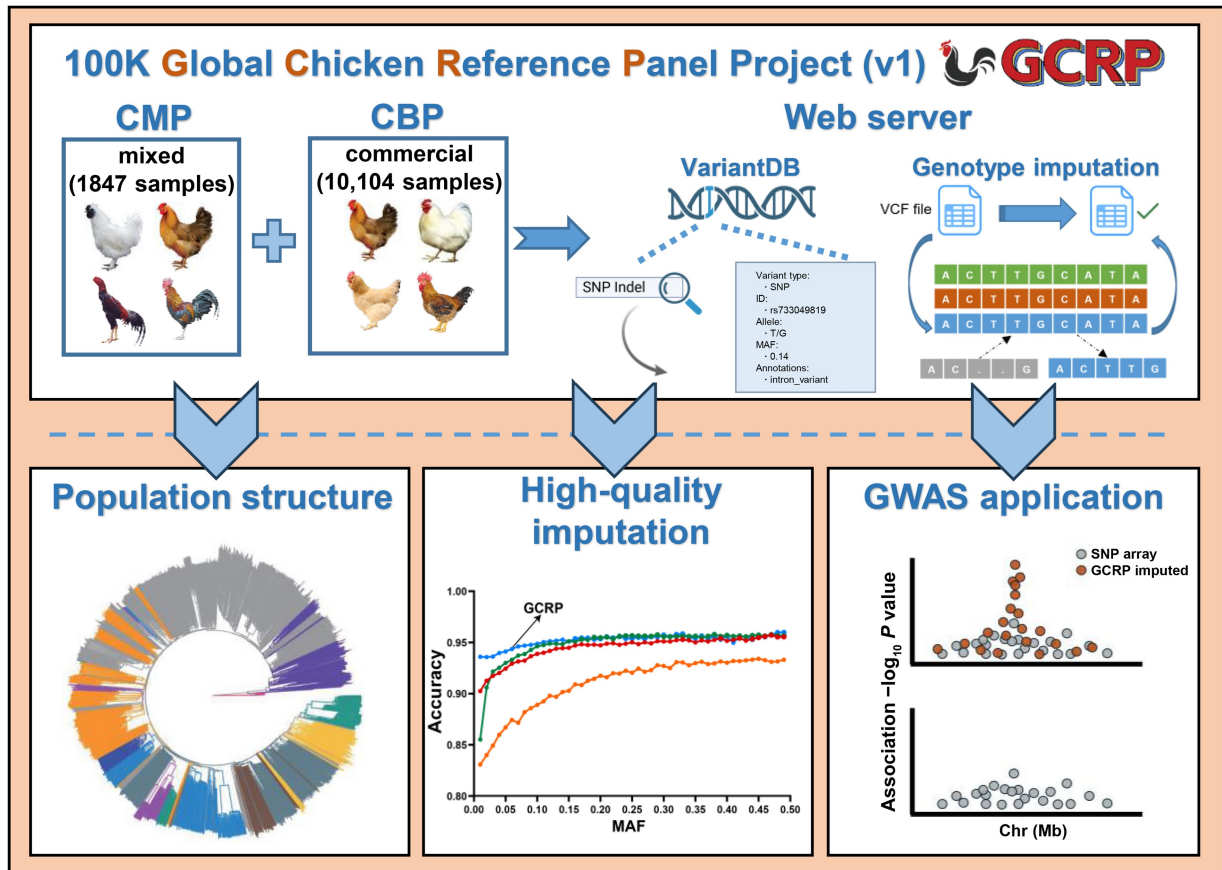 100K Global Chicken Reference Panel Project (v1)
GCRP
CMP
mixed
(1847 samples)
CBP
commercial
(10,104 samples)
Web server
VariantDB
SNP Indel
Variant type:
· SNP
ID:
· rs733049819
Allele:
· T/G
MAF:
· 0.14
Annotations:
· intron_variant
Genotype imputation
VCF file
A C T T G C A T A
A C T T G C A T A
A C T T G C A T A
A C . . G
A C T T G
Population structure
High-quality
imputation
GCRP
Accuracy
1.00
0.95
0.90
0.85
0.80
0.00 0.05 0.10 0.15 0.20 0.25 0.30 0.35 0.40 0.45 0.50
MAF
GWAS application
SNP array
GCRP imputed
Association −log10 P value
Chr (Mb)